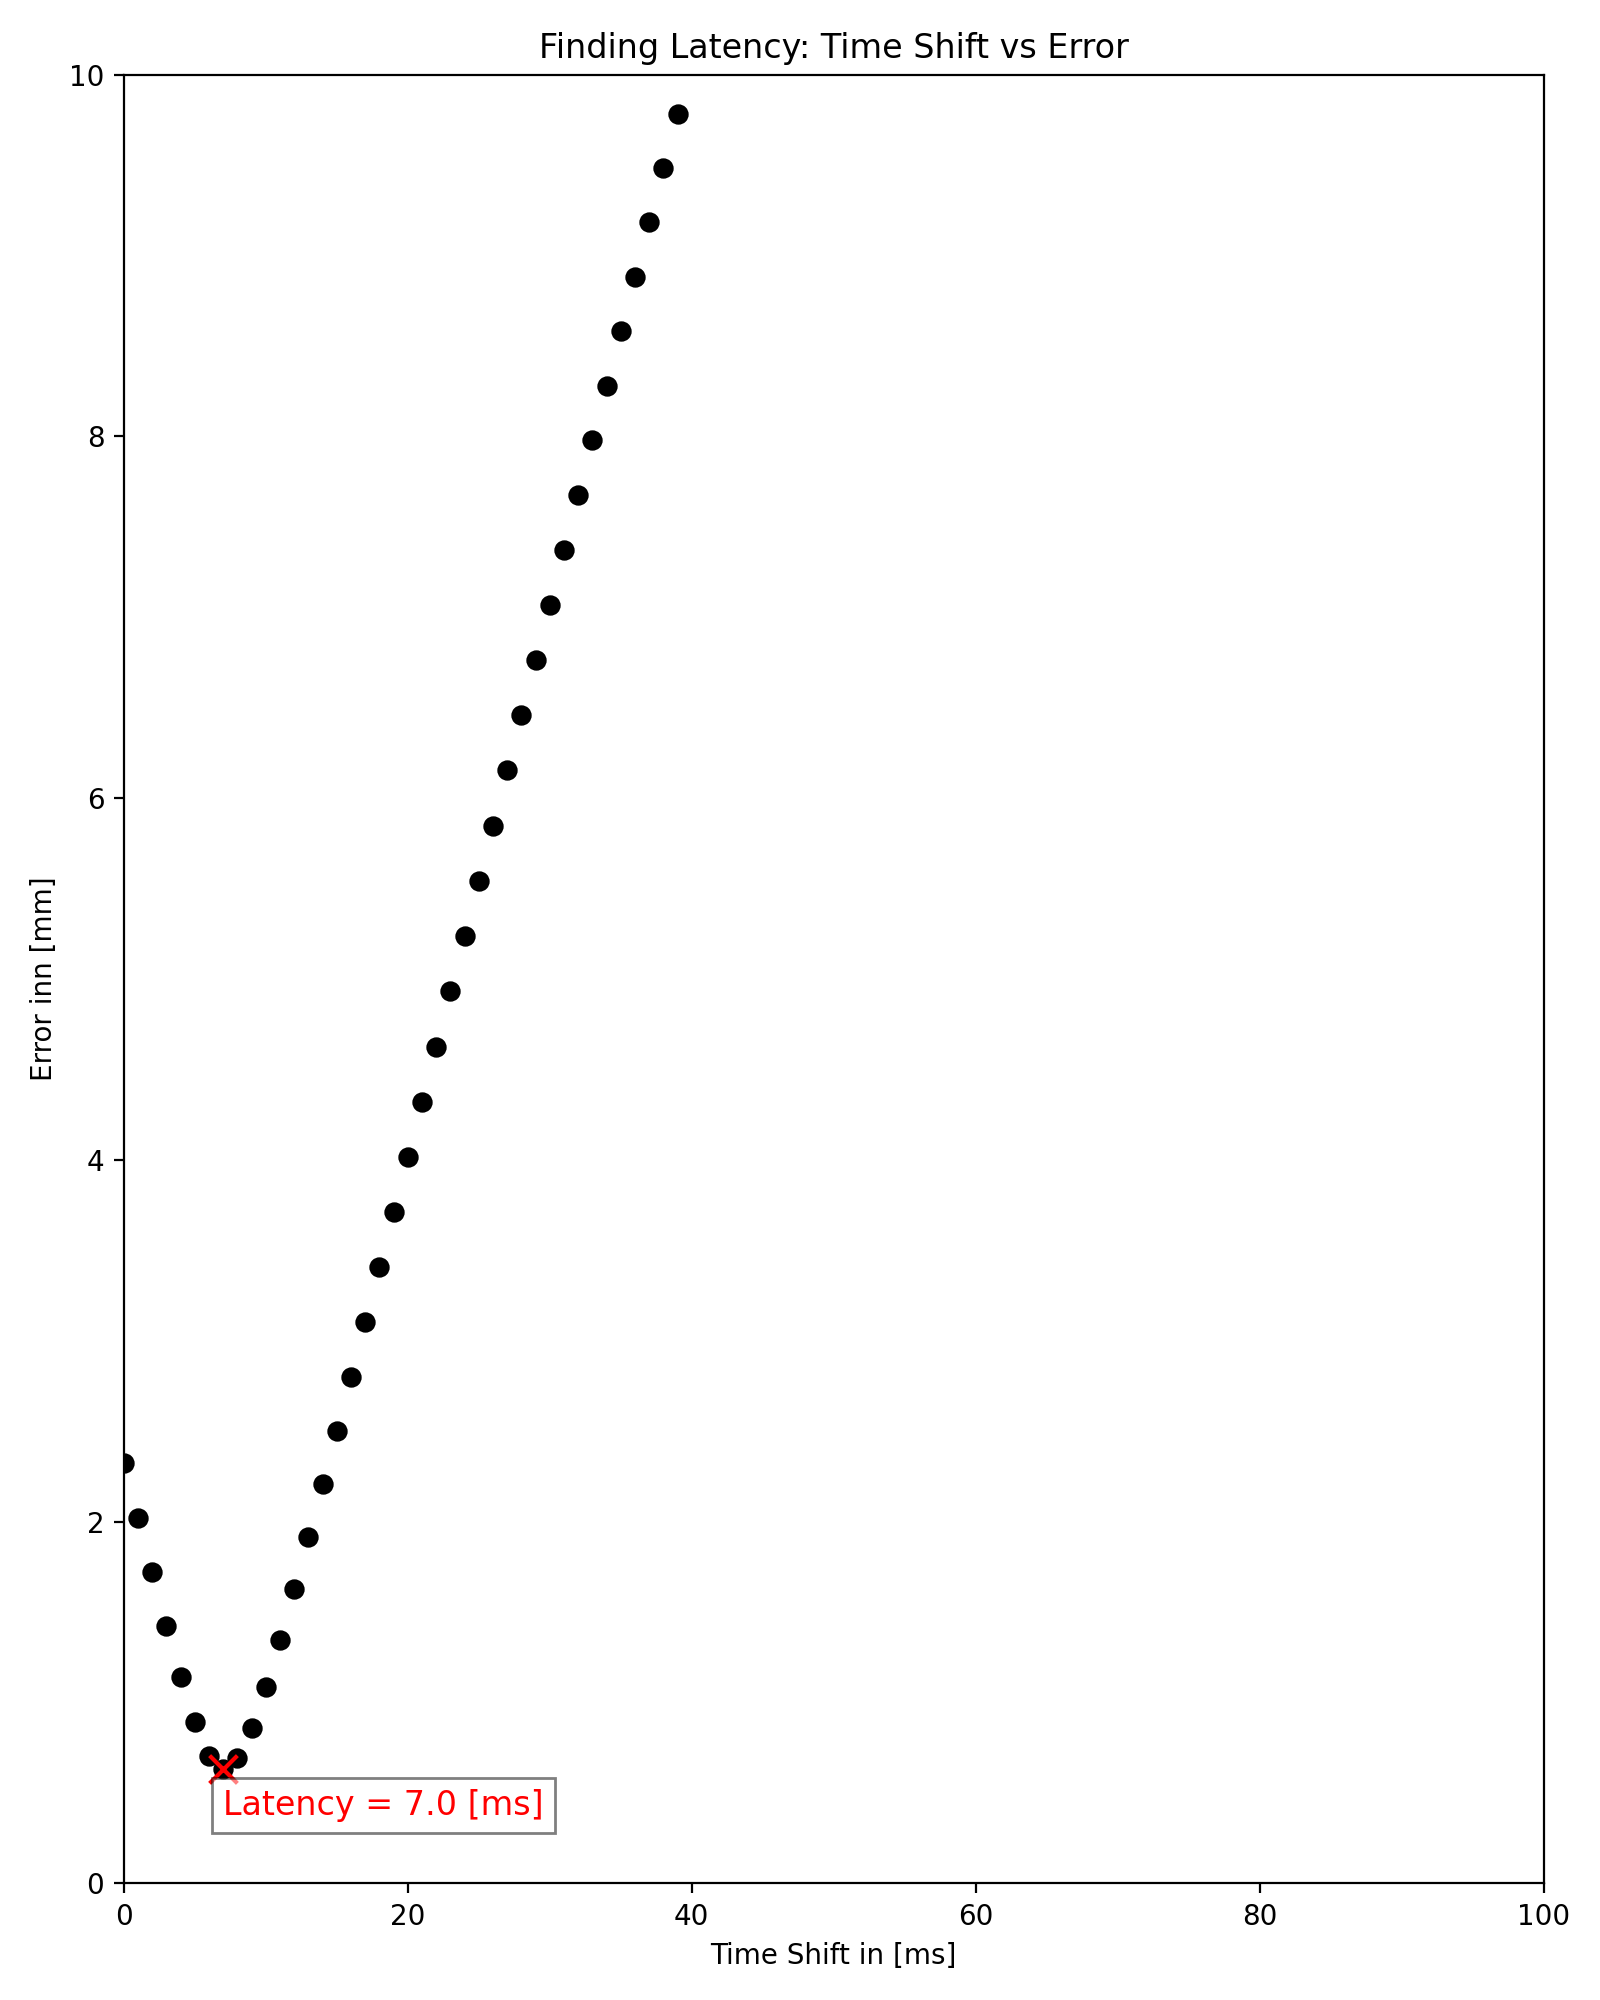 Finding Latency: Time Shift vs Error
10
8
6
4
2
0
Error inn [mm]
Latency = 7.0 [ms]
0 20 40 60 80 100
Time Shift in [ms]